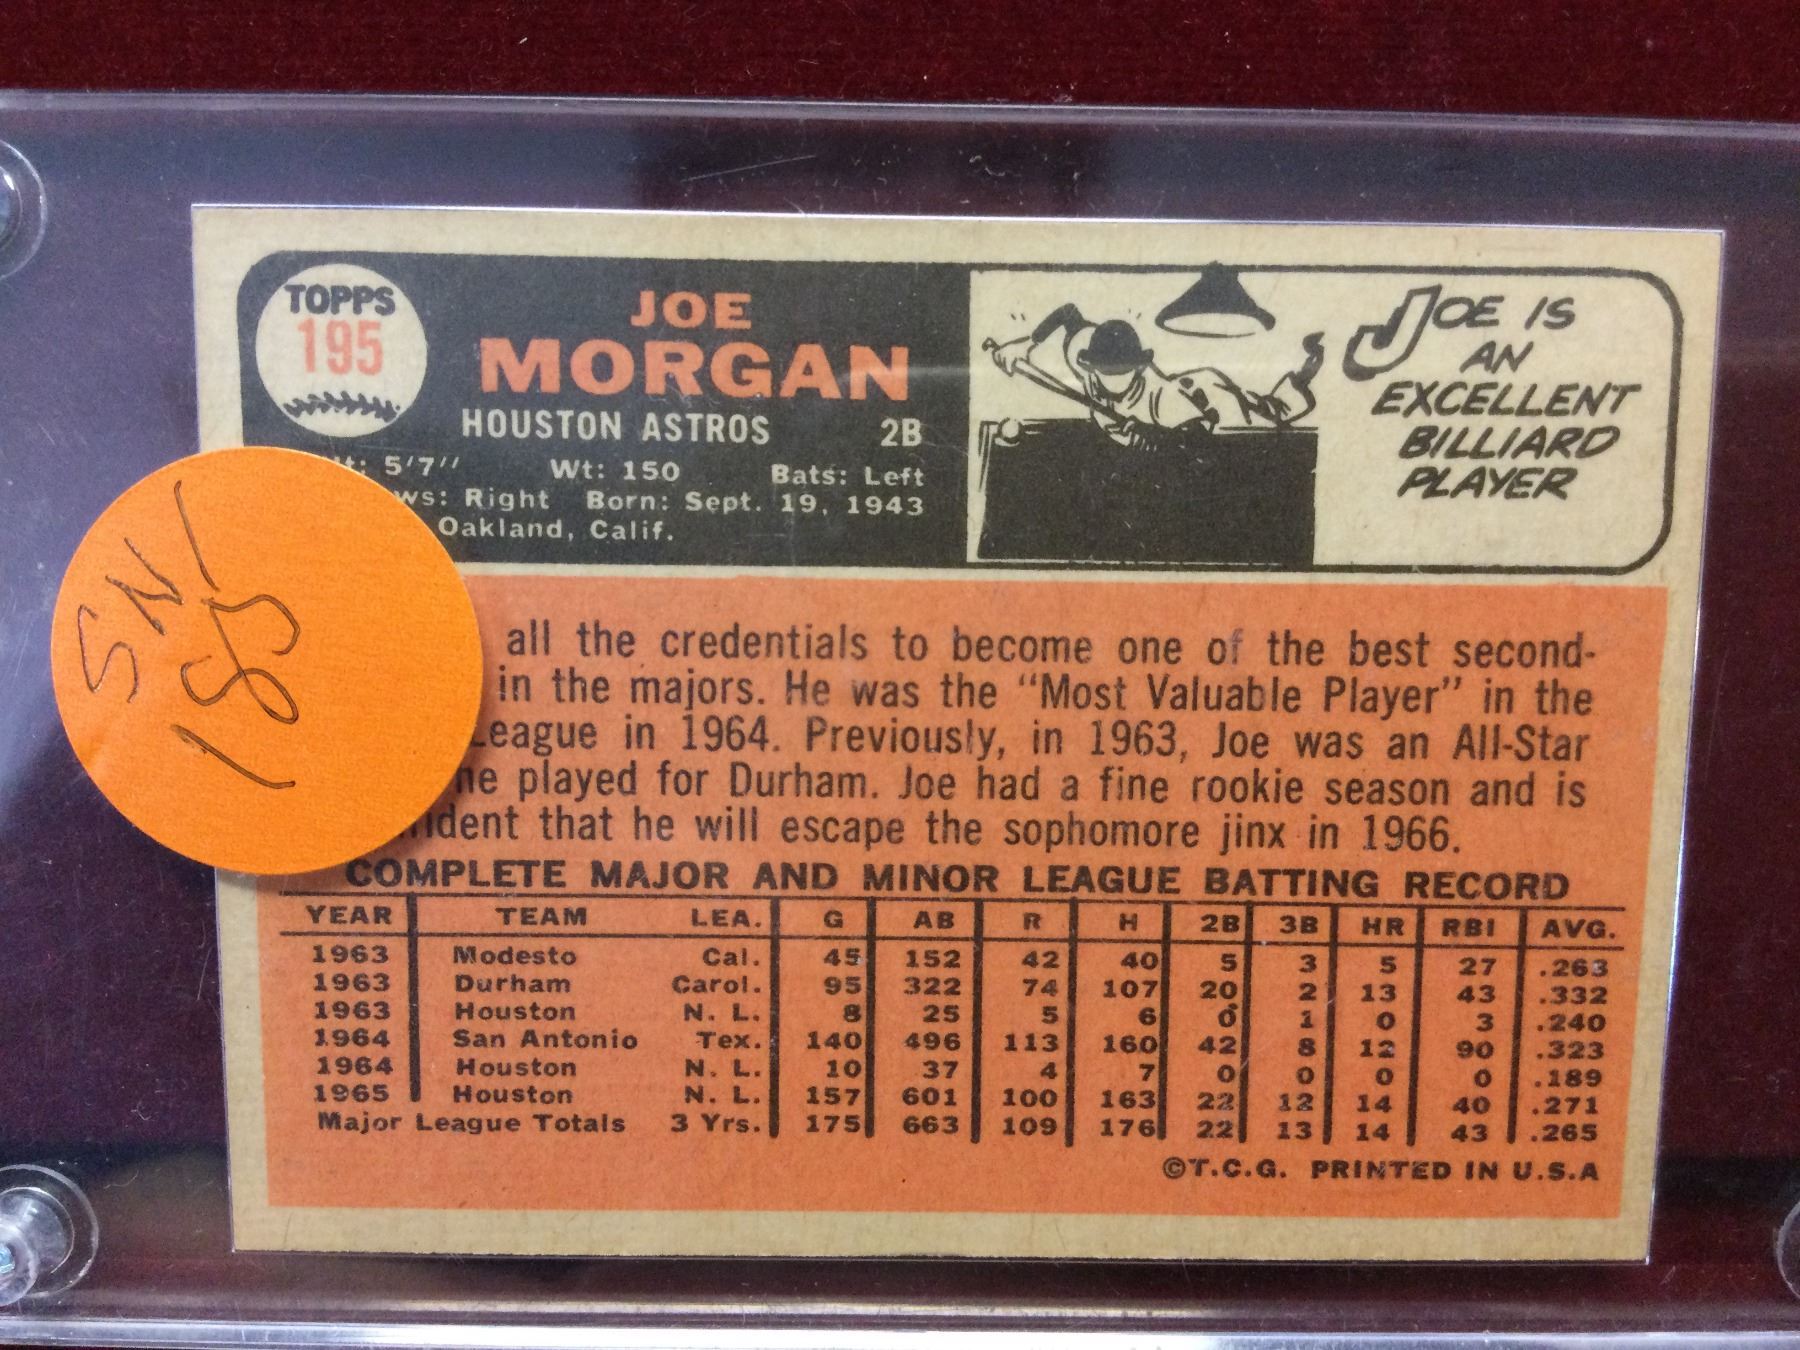 TOPPS
195
JOE
MORGAN
HOUSTON ASTROS 2B
Ht: 5'7" Wt: 150 Bats: Left
ws: Right Born: Sept. 19, 1943
Oakland, Calif.
JOE IS
AN
EXCELLENT
BILLIARD
PLAYER
SN/
185
all the credentials to become one of the best second-
in the majors. He was the "Most Valuable Player" in the
League in 1964. Previously, in 1963, Joe was an All-Star
he played for Durham. Joe had a fine rookie season and is
ident that he will escape the sophomore jinx in 1966.
COMPLETE MAJOR AND MINOR LEAGUE BATTING RECORD
YEAR TEAM LEA. G AB R H 2B 3B HR RBI AVG.
1963 Modesto Cal. 45 152 42 40 5 3 5 27 .263
1963 Durham Carol. 95 322 74 107 20 2 13 43 .332
1963 Houston N. L. 8 25 5 6 0 1 0 3 .240
1964 San Antonio Tex. 140 496 113 160 42 8 12 90 .323
1964 Houston N. L. 10 37 4 7 0 0 0 0 .189
1965 Houston N. L. 157 601 100 163 22 12 14 40 .271
Major League Totals 3 Yrs. 175 663 109 176 22 13 14 43 .265
©T.C.G. PRINTED IN U.S.A